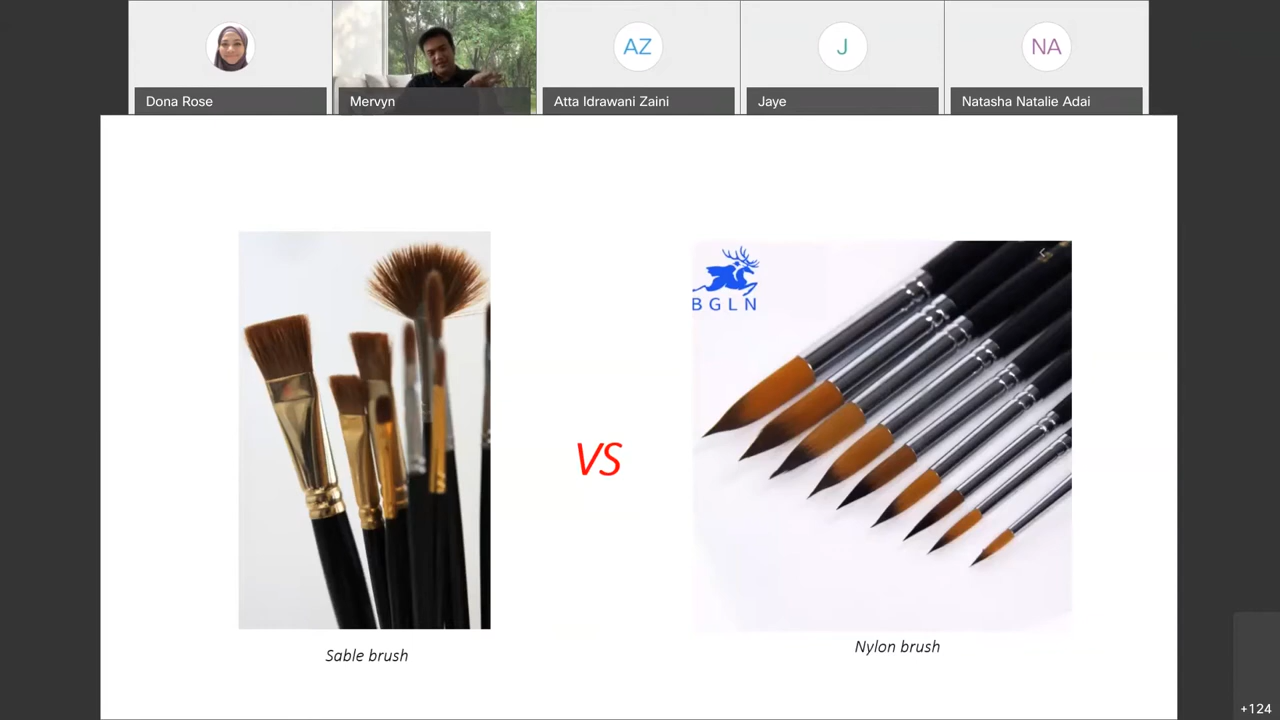 Dona Rose
Mervyn
AZ
Atta Idrawani Zaini
J
Jaye
NA
Natasha Natalie Adai
BGLN
VS
Sable brush
Nylon brush
+124